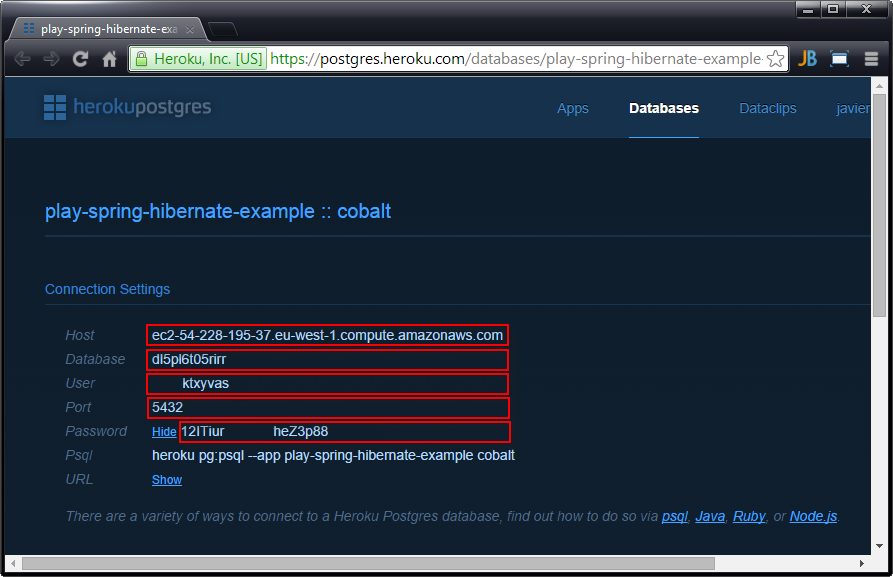 play-spring-hibernate-exa
Heroku, Inc. [US] https://postgres.heroku.com/databases/play-spring-hibernate-example JB
herokupostgres Apps Databases Dataclips javier
play-spring-hibernate-example :: cobalt
Connection Settings
Host ec2-54-228-195-37.eu-west-1.compute.amazonaws.com
Database dl5pl6t05rirr
User ktxyvas
Port 5432
Password Hide 12ITiur heZ3p88
Psql heroku pg:psql --app play-spring-hibernate-example cobalt
URL Show
There are a variety of ways to connect to a Heroku Postgres database, find out how to do so via psql, Java, Ruby, or Node.js.